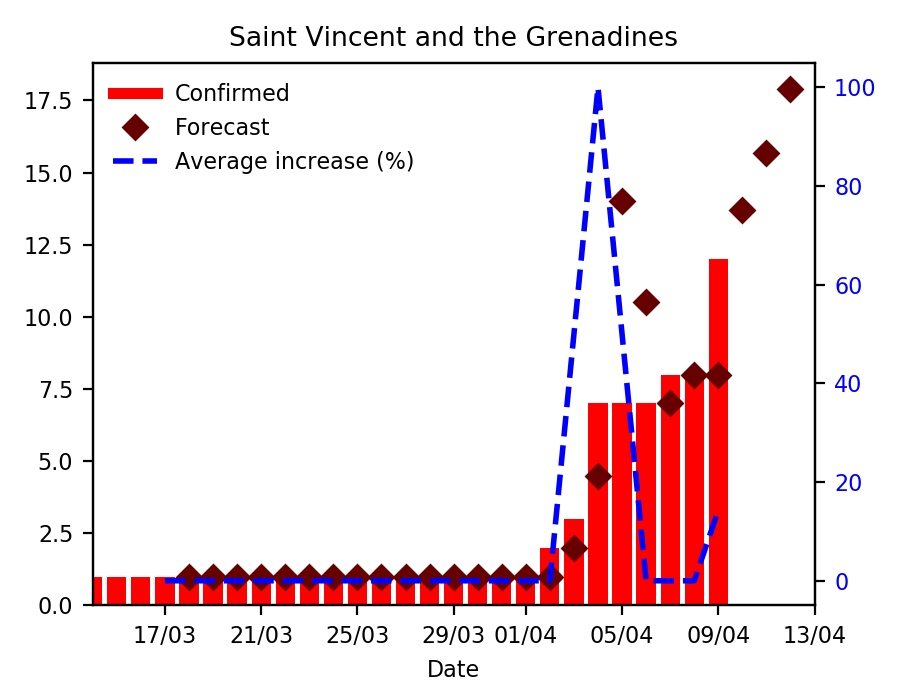 Saint Vincent and the Grenadines
Confirmed
Forecast
Average increase (%)
17.5
15.0
12.5
10.0
7.5
5.0
2.5
0.0
100
80
60
40
20
0
17/03 21/03 25/03 29/03 01/04 05/04 09/04 13/04
Date